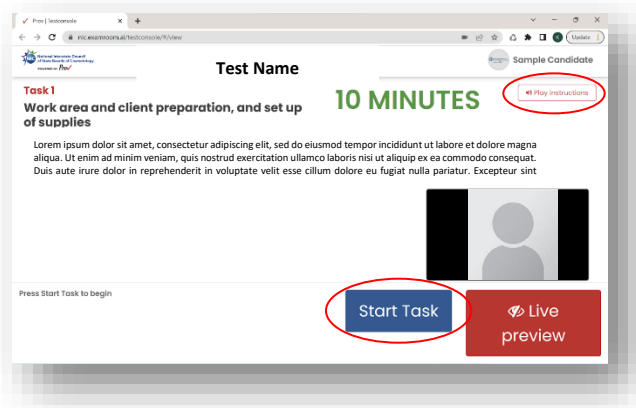 Prov | Testconsole
nic.examroom.ai/testconsole/#/view
Update
National Interstate Council
of State Boards of Cosmetology
POWERED BY Prov
Test Name
Sample Candidate
Task 1
Work area and client preparation, and set up
of supplies
10 MINUTES
Play instructions
Lorem ipsum dolor sit amet, consectetur adipiscing elit, sed do eiusmod tempor incididunt ut labore et dolore magna
aliqua. Ut enim ad minim veniam, quis nostrud exercitation ullamco laboris nisi ut aliquip ex ea commodo consequat.
Duis aute irure dolor in reprehenderit in voluptate velit esse cillum dolore eu fugiat nulla pariatur. Excepteur sint
Press Start Task to begin
Start Task
Live
preview